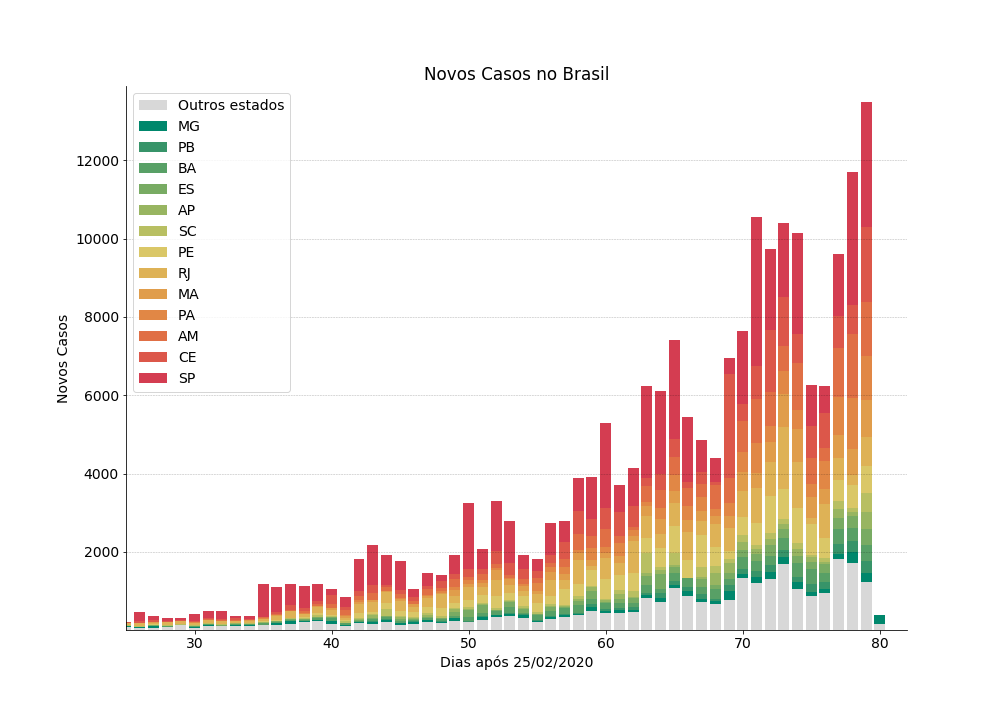 Novos Casos no Brasil
Novos Casos
12000
10000
8000
6000
4000
2000
Outros estados
MG
PB
BA
ES
AP
SC
PE
RJ
MA
PA
AM
CE
SP
30 40 50 60 70 80
Dias após 25/02/2020